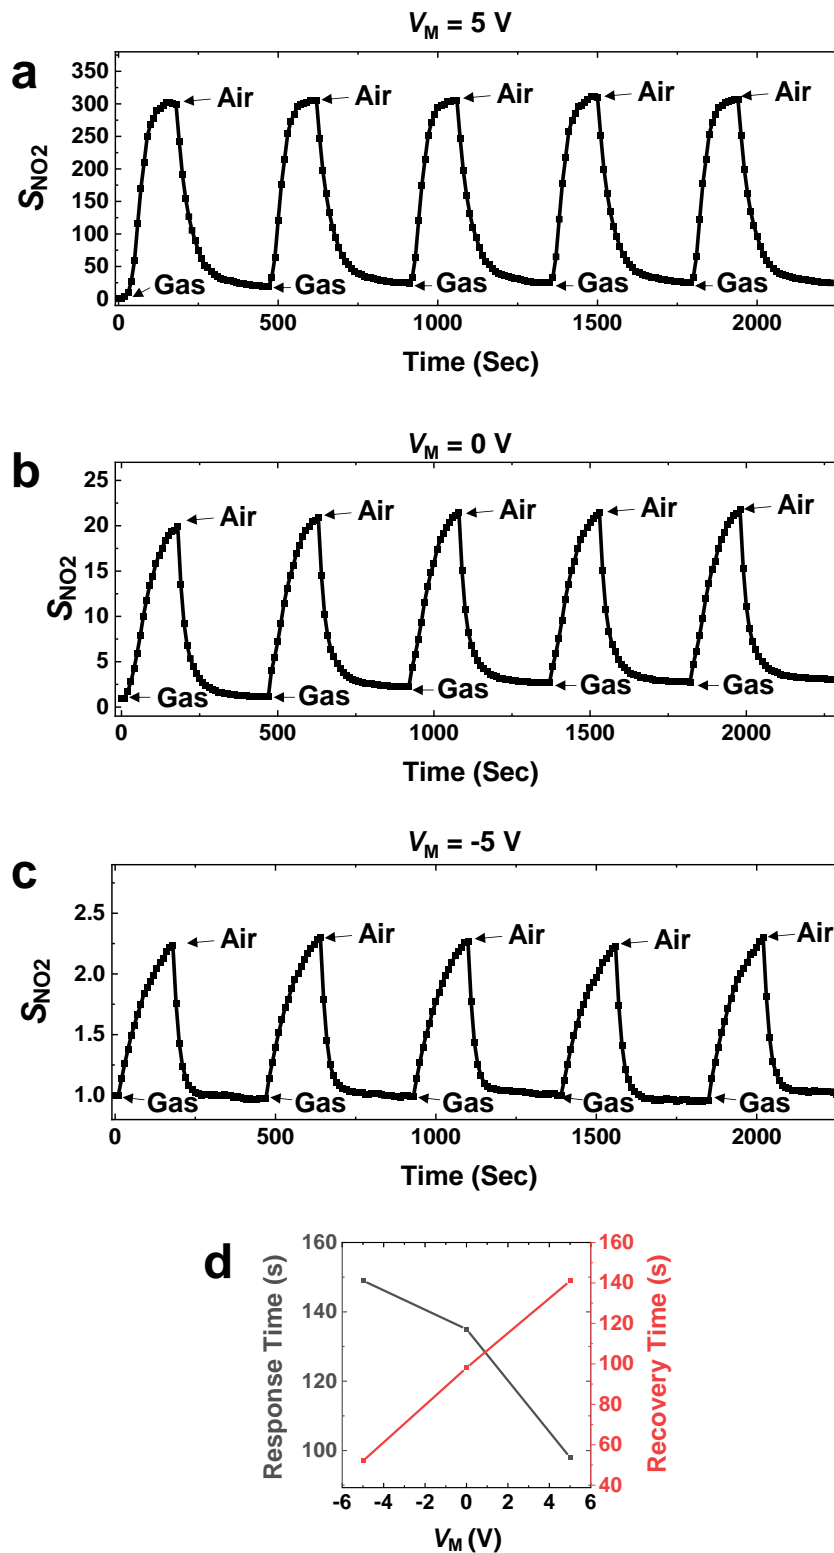 V_M = 5 V
a
350
300
250
200
150
100
50
0
S_NO2
Air Air Air Air Air
Gas Gas Gas Gas Gas
0 500 1000 1500 2000
Time (Sec)
V_M = 0 V
b
25
20
15
10
5
0
S_NO2
Air Air Air Air Air
Gas Gas Gas Gas Gas
0 500 1000 1500 2000
Time (Sec)
V_M = -5 V
c
2.5
2.0
1.5
1.0
S_NO2
Air Air Air Air Air
Gas Gas Gas Gas Gas
0 500 1000 1500 2000
Time (Sec)
d
Response Time (s)
160
140
120
100
160
140
120
100
80
60
40
Recovery Time (s)
-6 -4 -2 0 2 4 6
V_M (V)